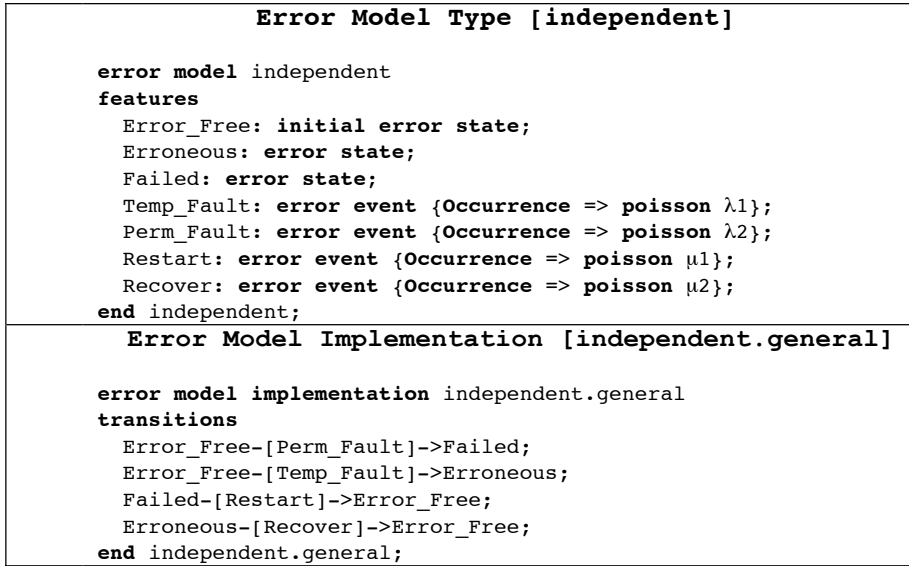 Error Model Type [independent]
error model independent
features
Error_Free: initial error state;
Erroneous: error state;
Failed: error state;
Temp_Fault: error event {Occurrence => poisson λ1};
Perm_Fault: error event {Occurrence => poisson λ2};
Restart: error event {Occurrence => poisson μ1};
Recover: error event {Occurrence => poisson μ2};
end independent;
Error Model Implementation [independent.general]
error model implementation independent.general
transitions
Error_Free-[Perm_Fault]->Failed;
Error_Free-[Temp_Fault]->Erroneous;
Failed-[Restart]->Error_Free;
Erroneous-[Recover]->Error_Free;
end independent.general;